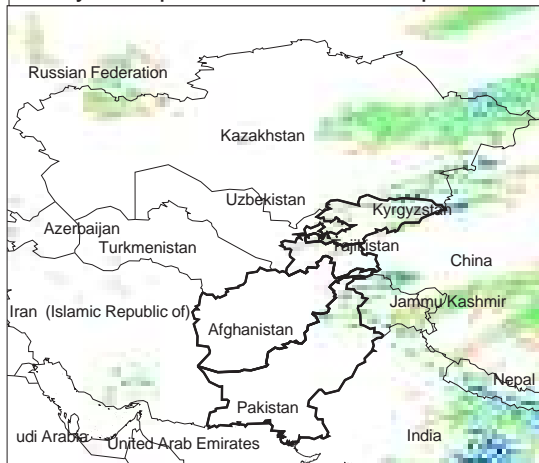 Russian Federation
Kazakhstan
Uzbekistan
Kyrgyzstan
Azerbaijan
Turkmenistan
Tajikistan
China
Iran (Islamic Republic of)
Jammu Kashmir
Afghanistan
Nepal
Pakistan
udi Arabia
United Arab Emirates
India